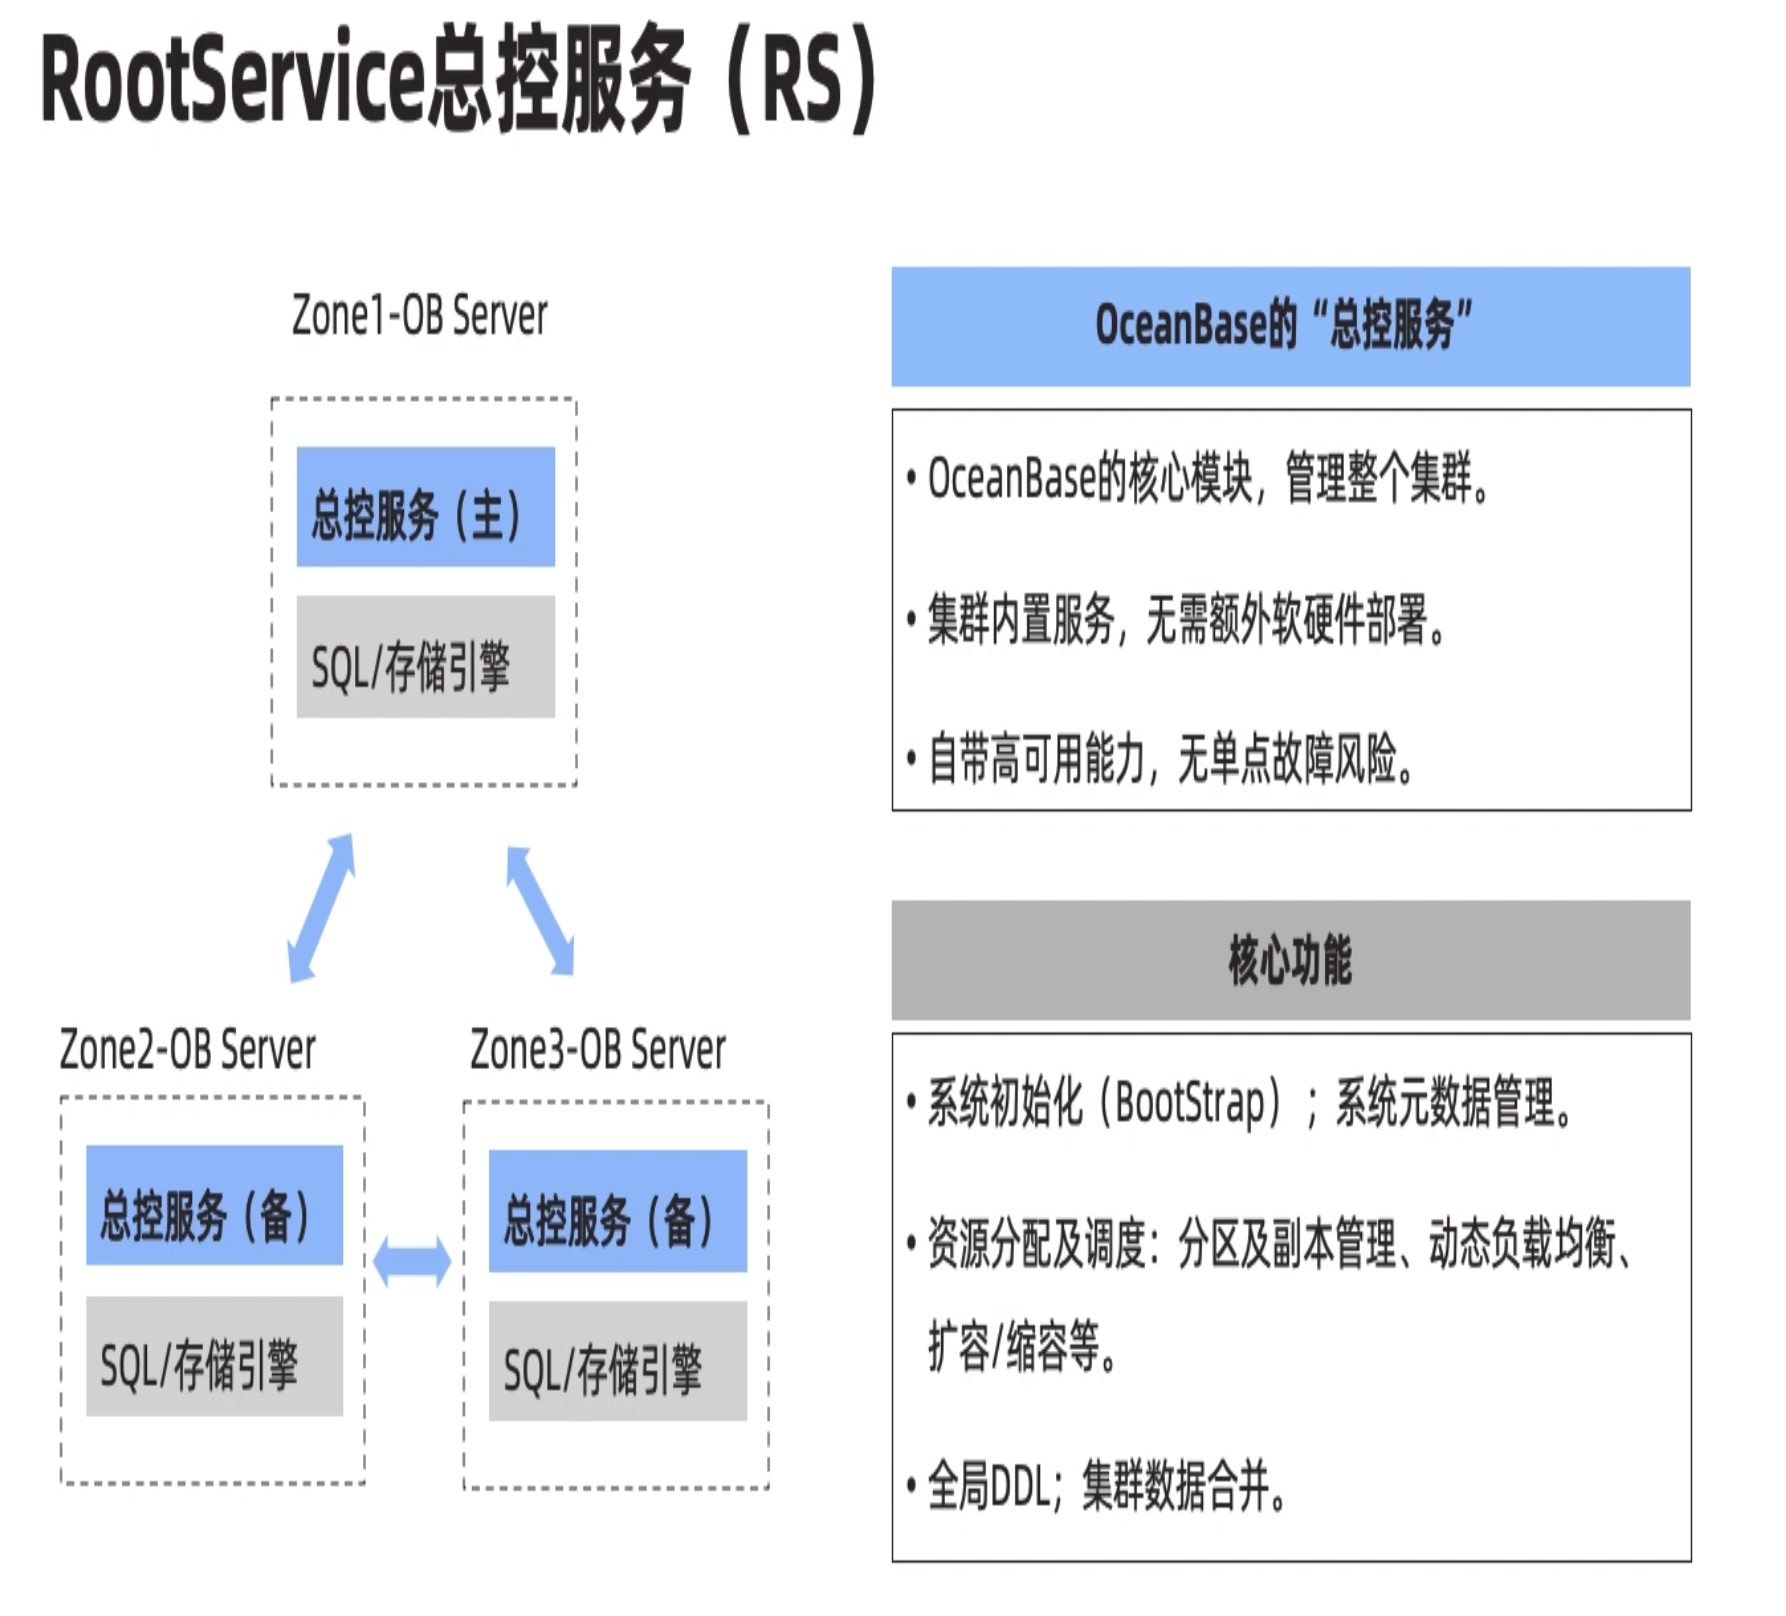 RootService总控服务（RS）
Zone1-OB Server
总控服务（主）
SQL/存储引擎
Zone2-OB Server
总控服务（备）
SQL/存储引擎
Zone3-OB Server
总控服务（备）
SQL/存储引擎
OceanBase的“总控服务”
• OceanBase的核心模块，管理整个集群。
• 集群内置服务，无需额外软硬件部署。
• 自带高可用能力，无单点故障风险。
核心功能
• 系统初始化（BootStrap）；系统元数据管理。
• 资源分配及调度：分区及副本管理、动态负载均衡、
扩容/缩容等。
• 全局DDL；集群数据合并。